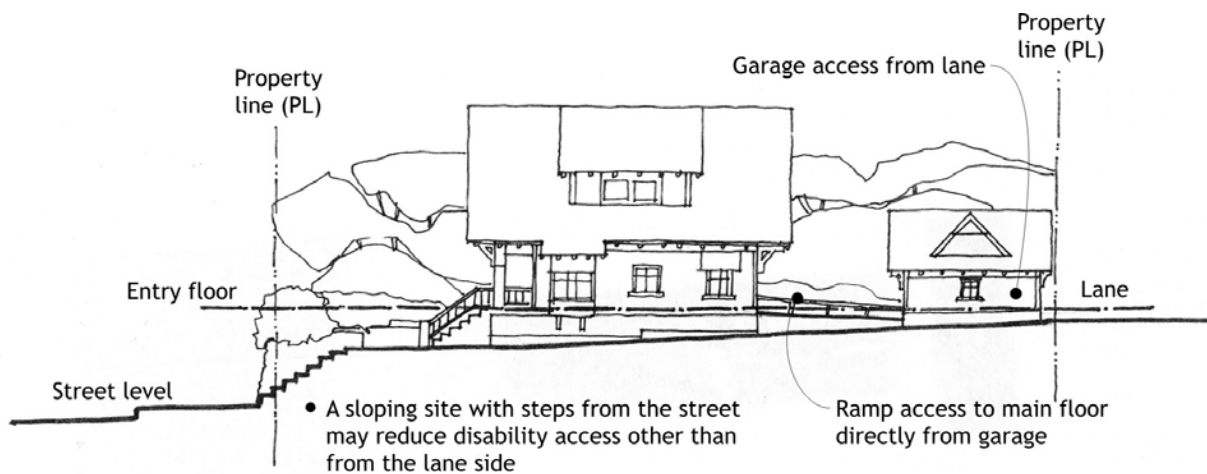 Property
line (PL)
Garage access from lane
Property
line (PL)
Entry floor
Lane
Street level
• A sloping site with steps from the street
may reduce disability access other than
from the lane side
Ramp access to main floor
directly from garage